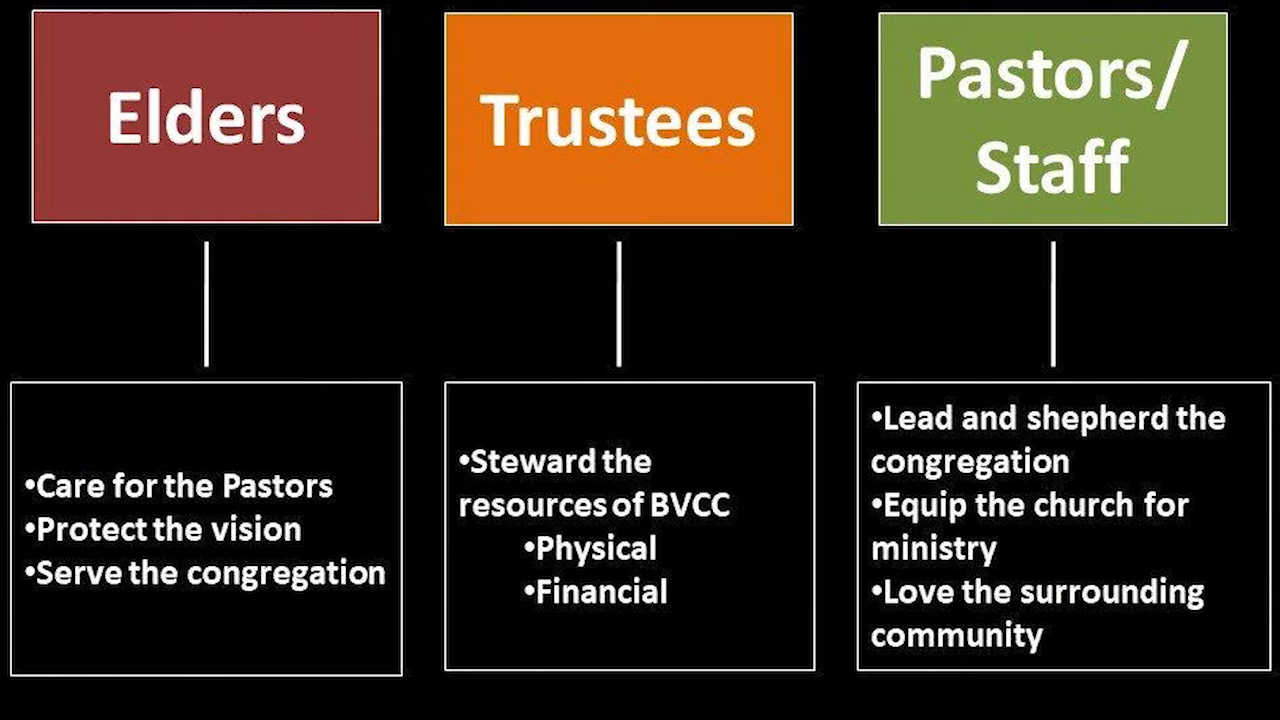 Elders
Trustees
Pastors/
Staff
•Care for the Pastors
•Protect the vision
•Serve the congregation
•Steward the
resources of BVCC
•Physical
•Financial
•Lead and shepherd the
congregation
•Equip the church for
ministry
•Love the surrounding
community